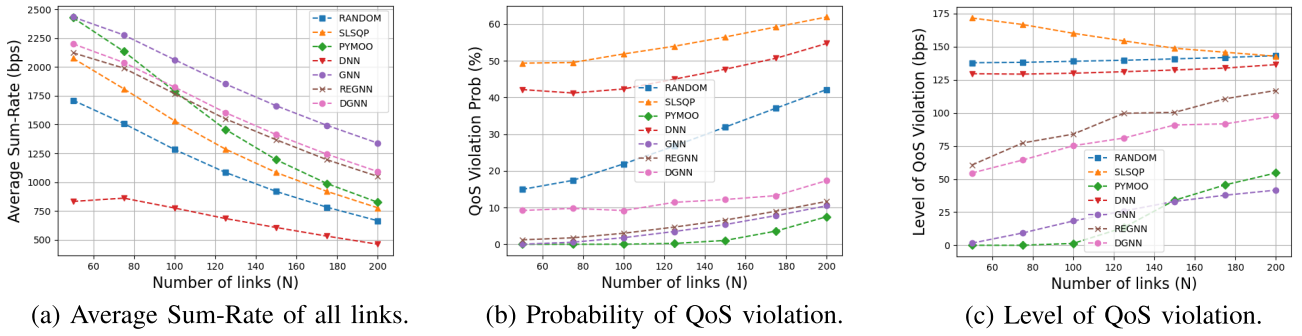 2500
2250
2000
1750
1500
1250
1000
750
500
60 80 100 120 140 160 180 200
Average Sum-Rate (bps)
Number of links (N)
RANDOM
SLSQP
PYMOO
DNN
GNN
REGNN
DGNN
(a) Average Sum-Rate of all links.
60
50
40
30
20
10
0
60 80 100 120 140 160 180 200
QoS Violation Prob (%)
Number of links (N)
RANDOM
SLSQP
PYMOO
DNN
GNN
REGNN
DGNN
(b) Probability of QoS violation.
175
150
125
100
75
50
25
0
60 80 100 120 140 160 180 200
Level of QoS Violation (bps)
Number of links (N)
RANDOM
SLSQP
PYMOO
DNN
GNN
REGNN
DGNN
(c) Level of QoS violation.